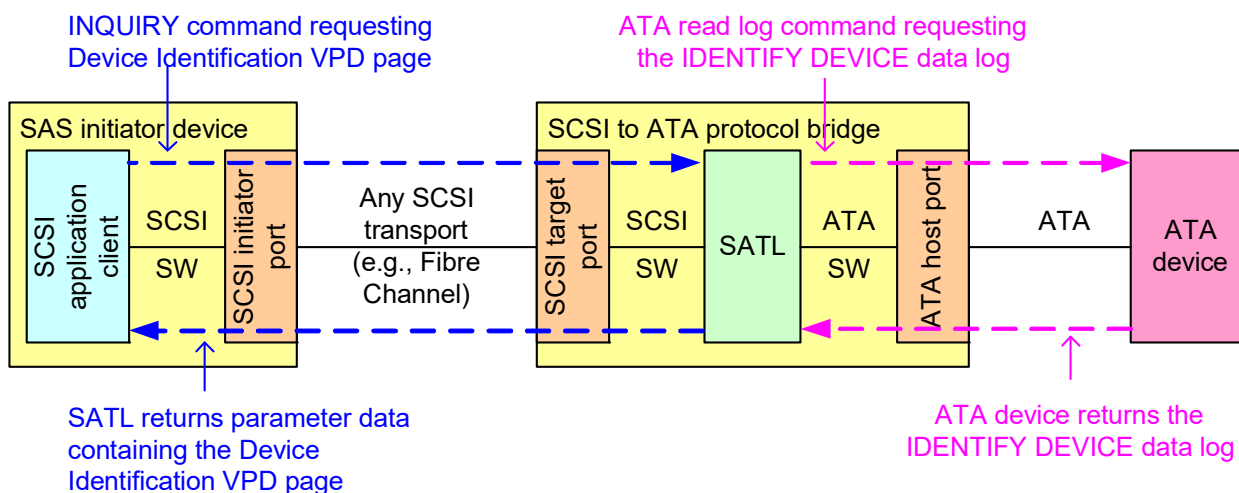 INQUIRY command requesting
Device Identification VPD page
ATA read log command requesting
the IDENTIFY DEVICE data log
SAS initiator device
SCSI to ATA protocol bridge
SCSI
application
client
SCSI
SW
SCSI initiator
port
Any SCSI
transport
(e.g., Fibre
Channel)
SCSI target
port
SCSI
SW
SATL
ATA
SW
ATA host port
ATA
ATA
device
SATL returns parameter data
containing the Device
Identification VPD page
ATA device returns the
IDENTIFY DEVICE data log